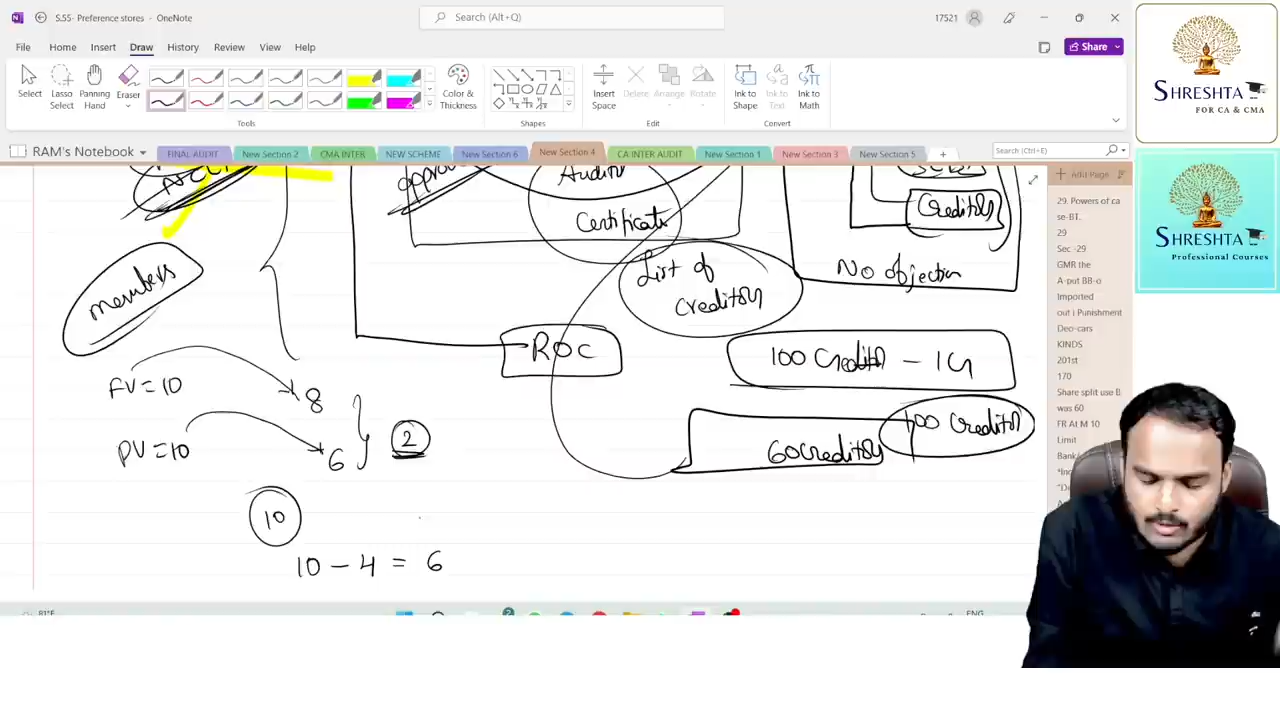 S.55- Preference stores - OneNote
Search (Alt+Q)
17521
File Home Insert Draw History Review View Help
Share
Select
Lasso Select
Panning Hand
Eraser
Color & Thickness
Insert Space
Delete
Arrange
Rotate
Ink to Shape
Ink to Text
Ink to Math
Tools
Shapes
Edit
Convert
RAM's Notebook
FINAL AUDIT
New Section 2
CMA INTER
NEW SCHEME
New Section 6
New Section 4
CA INTER AUDIT
New Section 1
New Section 3
New Section 5
Search (Ctrl+E)
Add Page
29. Powers of ca
se-BT.
29
Sec -29
GMR the
A-put BB-o
Imported
out i Punishment
Deo-cars
KINDS
201st
170
Share split use B
was 60
FR At M 10
Limit
Bank/
SHRESHTA
FOR CA & CMA
SHRESHTA
Professional Courses
Auditor
Certificate
Creditors
List of
Creditors
No objection
members
ROC
100 Creditor -
FV = 10
8
PV = 10
6
2
100 Creditors
60 Creditors
10
10 - 4 = 6
81°F
ENG